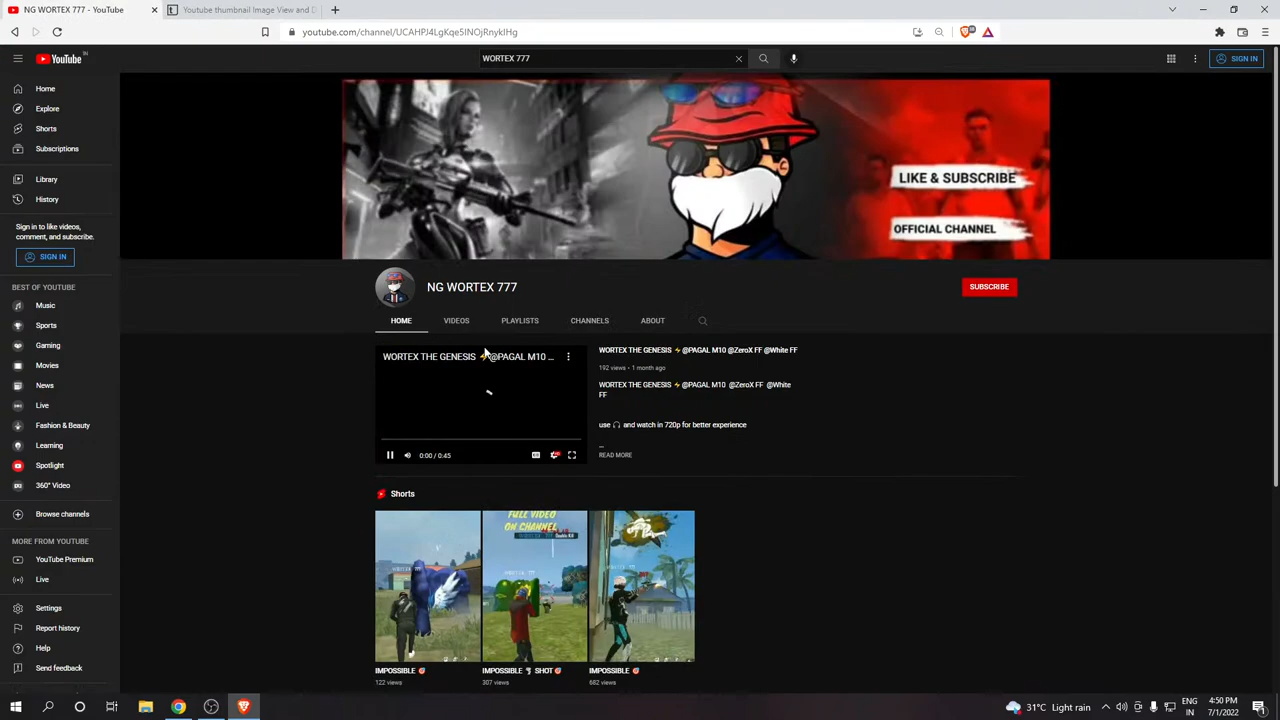 NG WORTEX 777 - YouTube
Youtube thumbnail Image View and D
youtube.com/channel/UCAHPJ4LgKqe5INOjRnykIHg
YouTube IN
WORTEX 777
SIGN IN
Home
Explore
Shorts
Subscriptions
Library
History
Sign in to like videos,
comment, and subscribe.
SIGN IN
BEST OF YOUTUBE
Music
Sports
Gaming
Movies
News
Live
Fashion & Beauty
Learning
Spotlight
360° Video
Browse channels
MORE FROM YOUTUBE
YouTube Premium
Live
Settings
Report history
Help
Send feedback
LIKE & SUBSCRIBE
OFFICIAL CHANNEL
NG WORTEX 777
SUBSCRIBE
HOME
VIDEOS
PLAYLISTS
CHANNELS
ABOUT
WORTEX THE GENESIS ⚡@PAGAL M10 ...
0:00 / 0:45
WORTEX THE GENESIS ⚡@PAGAL M10 @ZeroX FF @White FF
192 views • 1 month ago
WORTEX THE GENESIS ⚡@PAGAL M10 @ZeroX FF @White
FF
use 🎧 and watch in 720p for better experience
...
READ MORE
Shorts
FULL VIDEO
ON CHANNEL
Double Kill
IMPOSSIBLE 🎯
122 views
IMPOSSIBLE 🔫 SHOT🎯
307 views
IMPOSSIBLE 🎯
682 views
31°C Light rain
ENG
IN
4:50 PM
7/1/2022